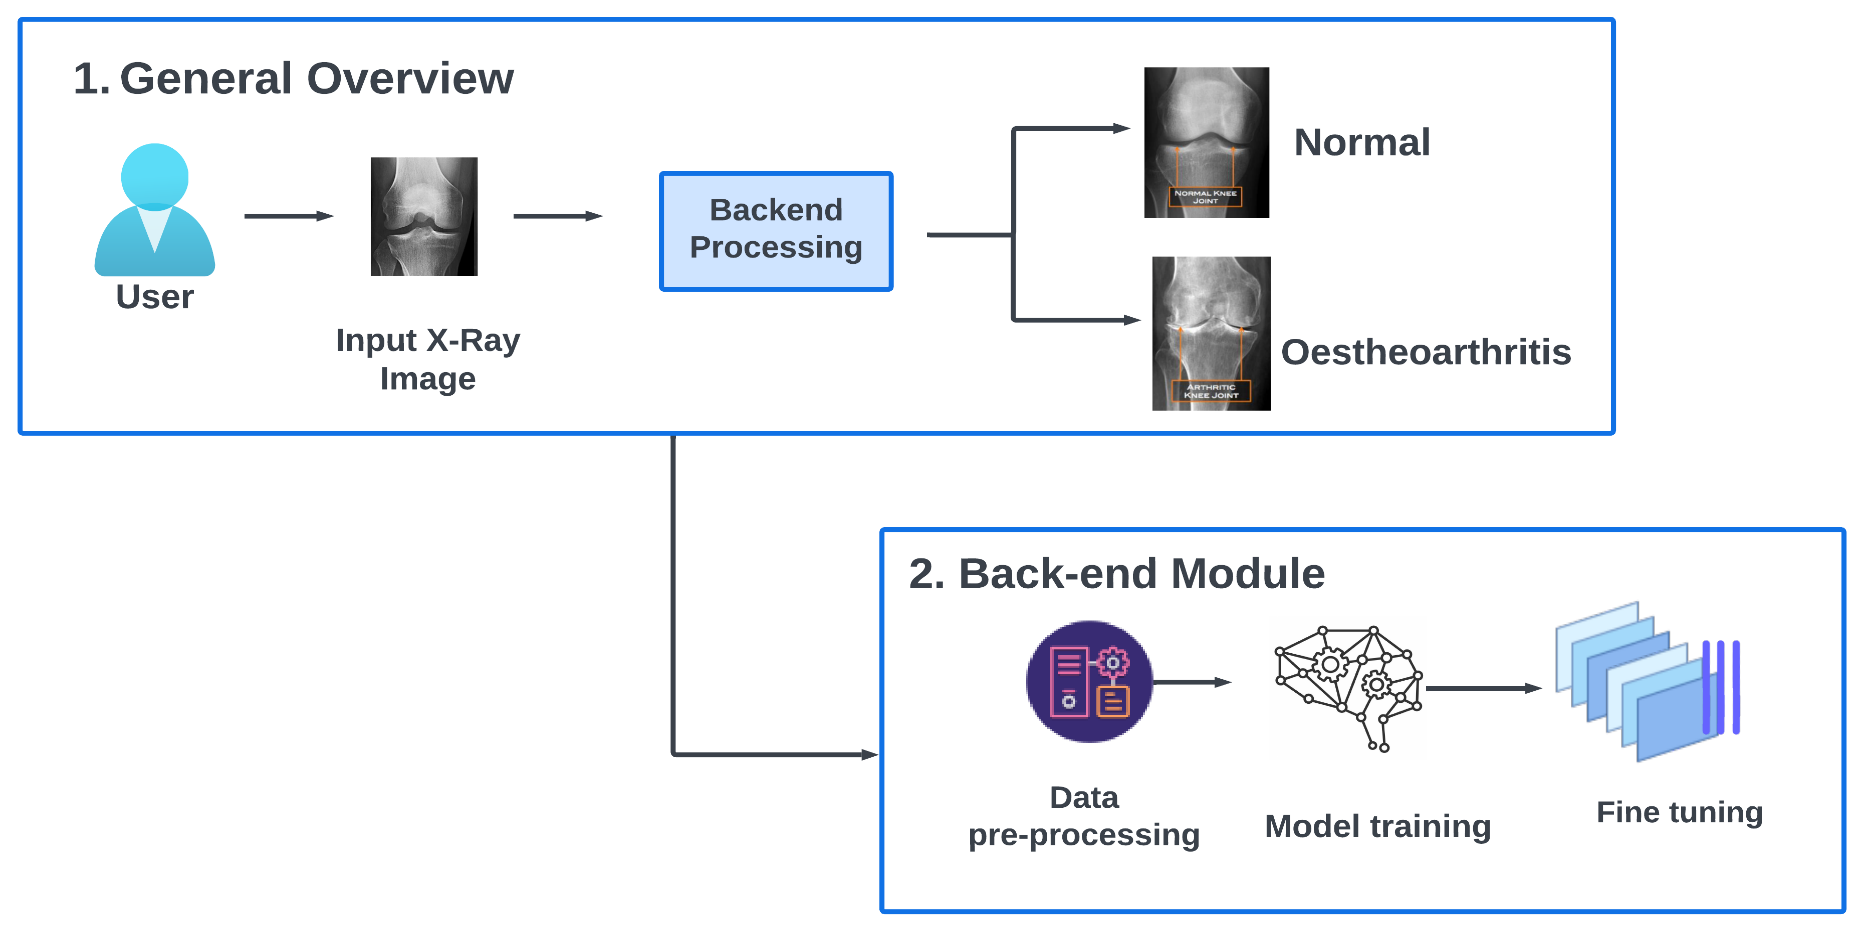 1. General Overview
User
Input X-Ray
Image
Backend
Processing
NORMAL KNEE
JOINT
Normal
ARTHRITIC
KNEE JOINT
Oestheoarthritis
2. Back-end Module
Data
pre-processing
Model training
Fine tuning